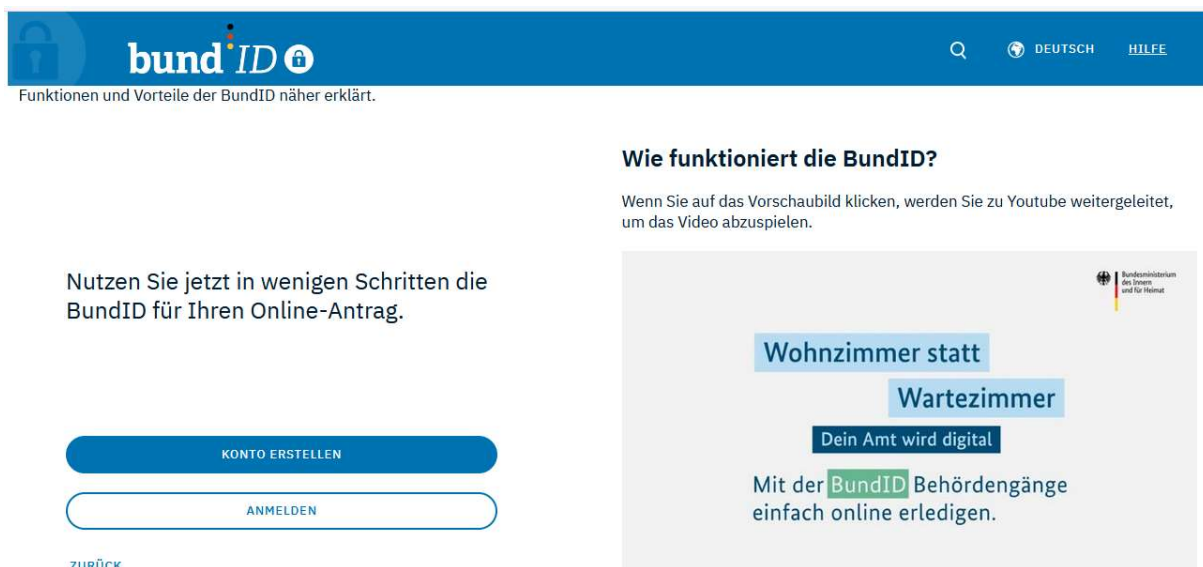 bund ID
DEUTSCH
HILFE
Funktionen und Vorteile der BundID näher erklärt.
Nutzen Sie jetzt in wenigen Schritten die
BundID für Ihren Online-Antrag.
KONTO ERSTELLEN
ANMELDEN
ZURÜCK
Wie funktioniert die BundID?
Wenn Sie auf das Vorschaubild klicken, werden Sie zu Youtube weitergeleitet,
um das Video abzuspielen.
Bundesministerium
des Innern
und für Heimat
Wohnzimmer statt
Wartezimmer
Dein Amt wird digital
Mit der BundID Behördengänge
einfach online erledigen.